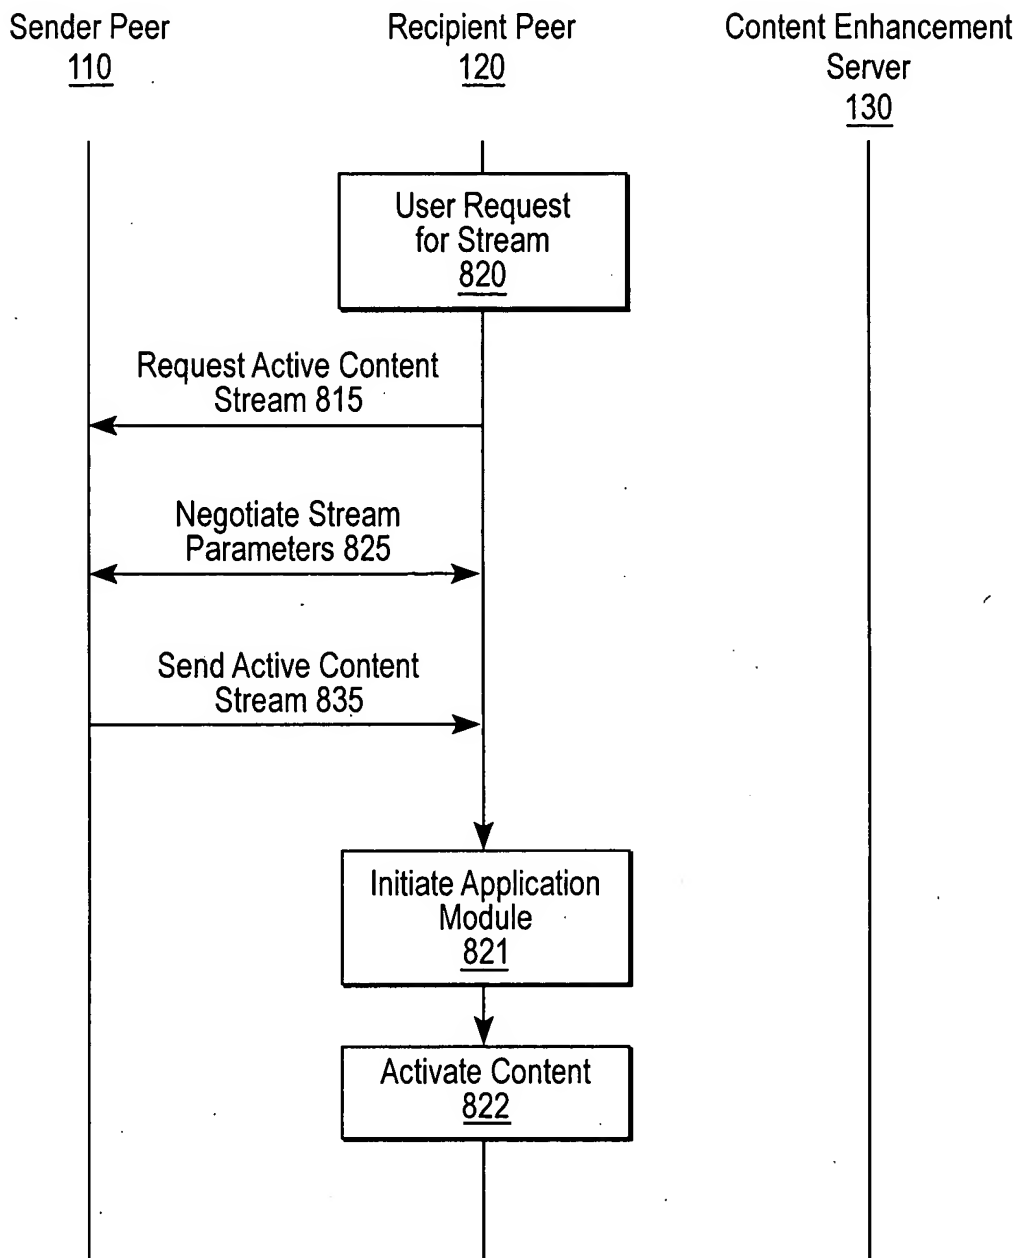 Sender Peer
110
Recipient Peer
120
Content Enhancement
Server
130
User Request
for Stream
820
Request Active Content
Stream 815
Negotiate Stream
Parameters 825
Send Active Content
Stream 835
Initiate Application
Module
821
Activate Content
822